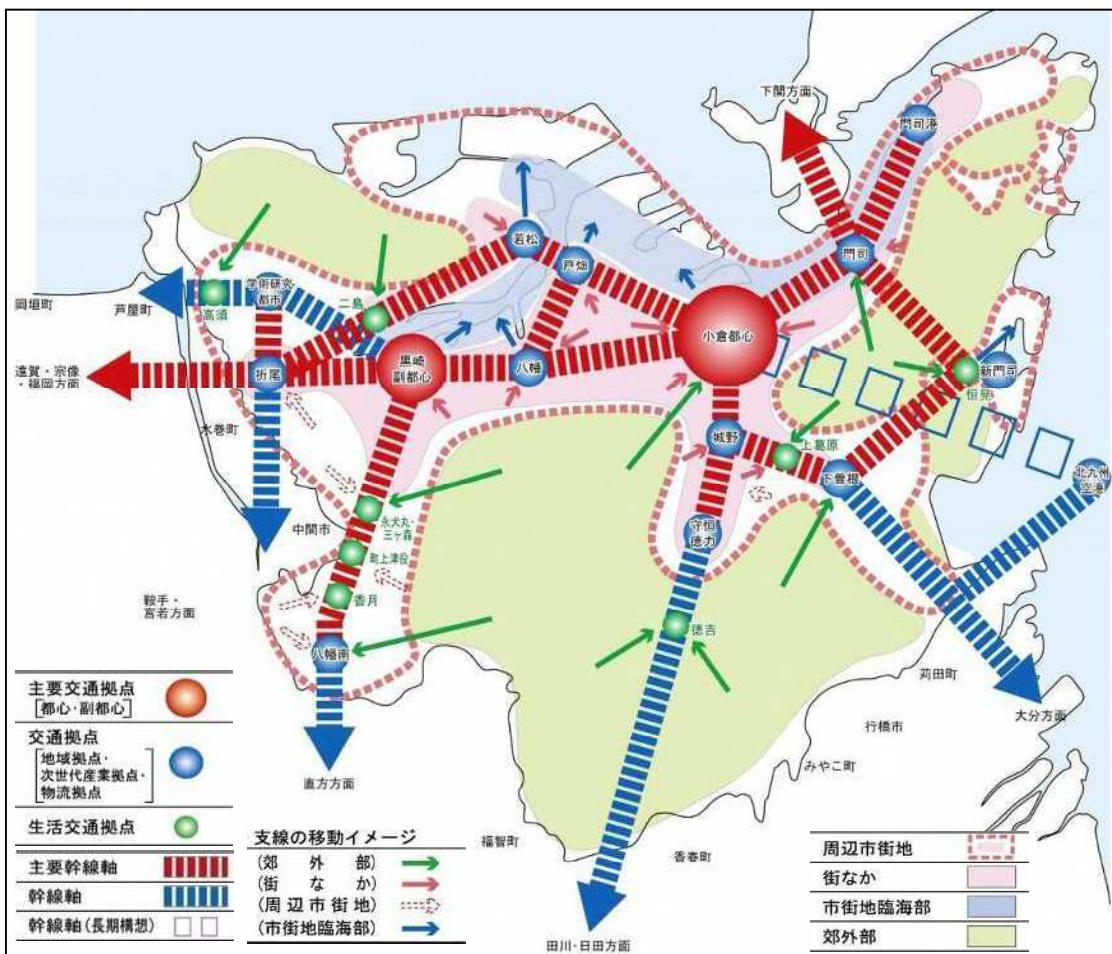 下関方面
門司港
若松
戸畑
門司
岡垣町
芦屋町
学術研究
都市
高須
二島
小倉都心
遠賀・宗像
・福岡方面
折尾
黒崎
副都心
八幡
新門司
恒見
水巻町
城野
上葛原
下曽根
北九州
空港
中間市
永犬丸・
三ヶ森
守恒
徳力
町上津役
鞍手・
宮若方面
香月
徳吉
八幡南
苅田町
大分方面
行橋市
みやこ町
直方方面
福智町
香春町
田川・日田方面
主要交通拠点
[都心・副都心]
交通拠点
地域拠点・
次世代産業拠点・
物流拠点
生活交通拠点
主要幹線軸
幹線軸
幹線軸(長期構想)
支線の移動イメージ
(郊外部)
(街なか)
(周辺市街地)
(市街地臨海部)
周辺市街地
街なか
市街地臨海部
郊外部